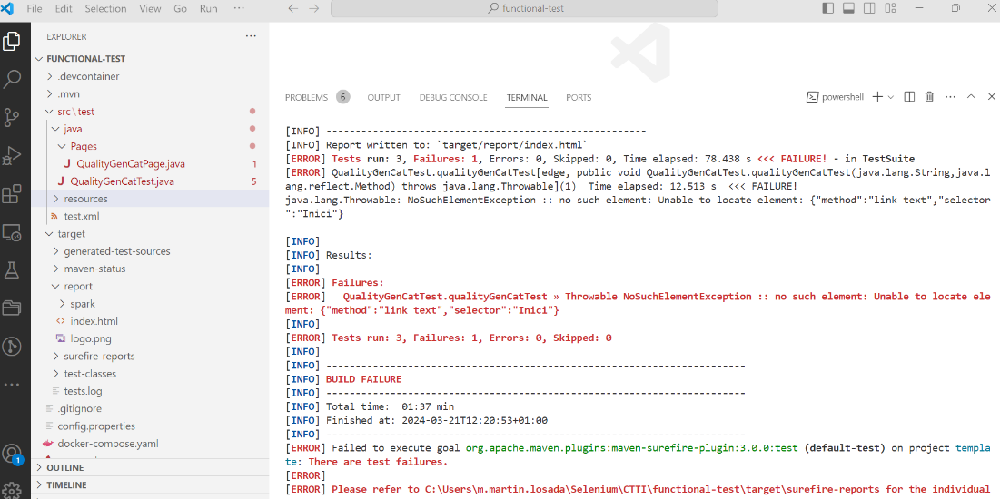 File Edit Selection View Go Run ··· functional-test
EXPLORER ···
FUNCTIONAL-TEST
.devcontainer
.mvn
src\test
java
Pages
QualityGenCatPage.java 1
QualityGenCatTest.java 5
resources
test.xml
target
generated-test-sources
maven-status
report
spark
index.html
logo.png
surefire-reports
test-classes
tests.log
.gitignore
config.properties
docker-compose.yaml
OUTLINE
TIMELINE
1
PROBLEMS 6 OUTPUT DEBUG CONSOLE TERMINAL PORTS powershell
[INFO] -------------------------------------------------------
[INFO] Report written to: `target/report/index.html`
[ERROR] Tests run: 3, Failures: 1, Errors: 0, Skipped: 0, Time elapsed: 78.438 s <<< FAILURE! - in TestSuite
[ERROR] QualityGenCatTest.qualityGenCatTest[edge, public void QualityGenCatTest.qualityGenCatTest(java.lang.String,java.l
ang.reflect.Method) throws java.lang.Throwable](1)  Time elapsed: 12.513 s  <<< FAILURE!
java.lang.Throwable: NoSuchElementException :: no such element: Unable to locate element: {"method":"link text","selector
":"Inici"}
[INFO]
[INFO] Results:
[INFO]
[ERROR] Failures:
[ERROR]   QualityGenCatTest.qualityGenCatTest » Throwable NoSuchElementException :: no such element: Unable to locate ele
ment: {"method":"link text","selector":"Inici"}
[INFO]
[ERROR] Tests run: 3, Failures: 1, Errors: 0, Skipped: 0
[INFO]
[INFO] ------------------------------------------------------------------------
[INFO] BUILD FAILURE
[INFO] ------------------------------------------------------------------------
[INFO] Total time:  01:37 min
[INFO] Finished at: 2024-03-21T12:20:53+01:00
[INFO] ------------------------------------------------------------------------
[ERROR] Failed to execute goal org.apache.maven.plugins:maven-surefire-plugin:3.0.0:test (default-test) on project templa
te: There are test failures.
[ERROR]
[ERROR] Please refer to C:\Users\m.martin.losada\Selenium\CTTI\functional-test\target\surefire-reports for the individual